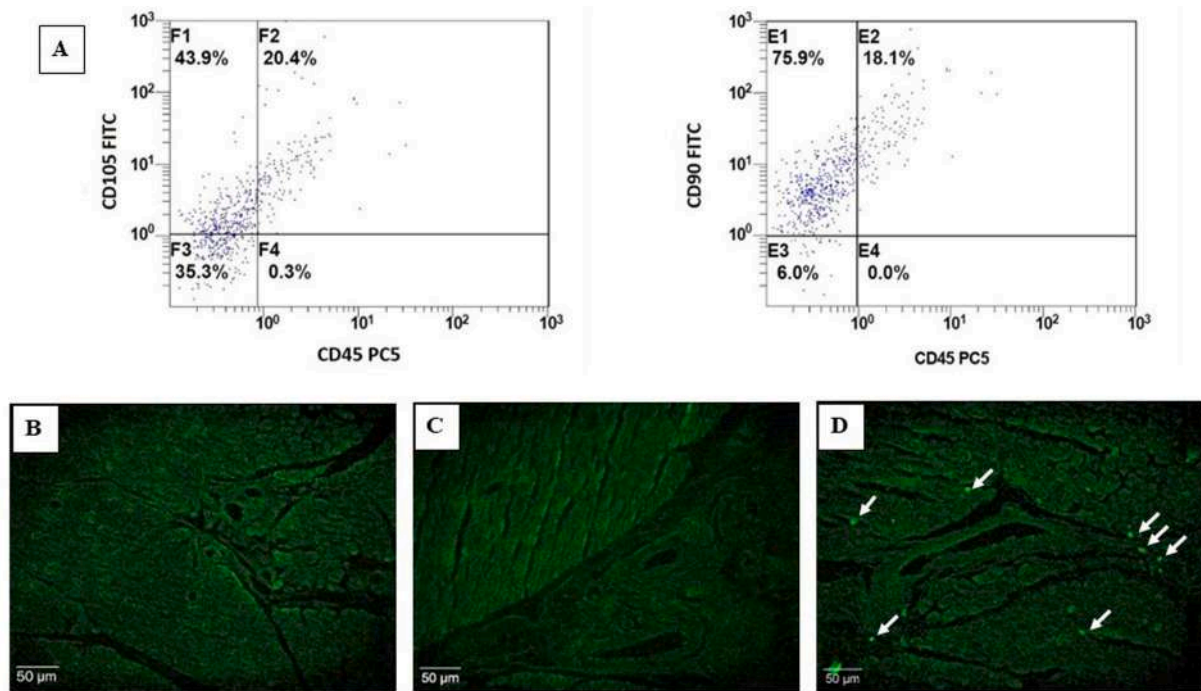 A
10³
F1
43.9%
F2
20.4%
10²
10¹
10⁰
F3
35.3%
F4
0.3%
10⁰
10¹
10²
10³
CD105 FITC
CD45 PC5
10³
E1
75.9%
E2
18.1%
10²
10¹
10⁰
E3
6.0%
E4
0.0%
10⁰
10¹
10²
10³
CD90 FITC
CD45 PC5
B
50 µm
C
50 µm
D
50 µm